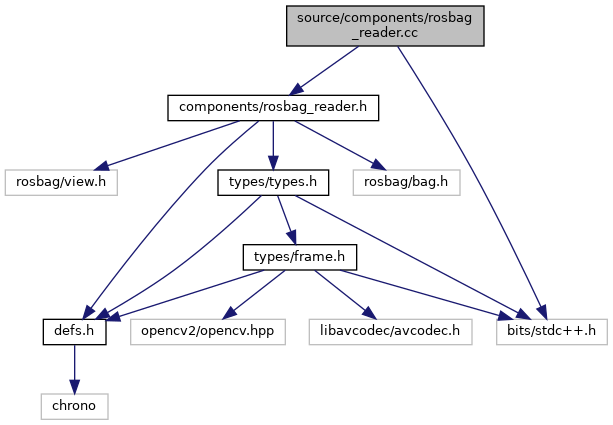 source/components/rosbag
_reader.cc
components/rosbag_reader.h
rosbag/view.h
types/types.h
rosbag/bag.h
types/frame.h
defs.h
opencv2/opencv.hpp
libavcodec/avcodec.h
bits/stdc++.h
chrono